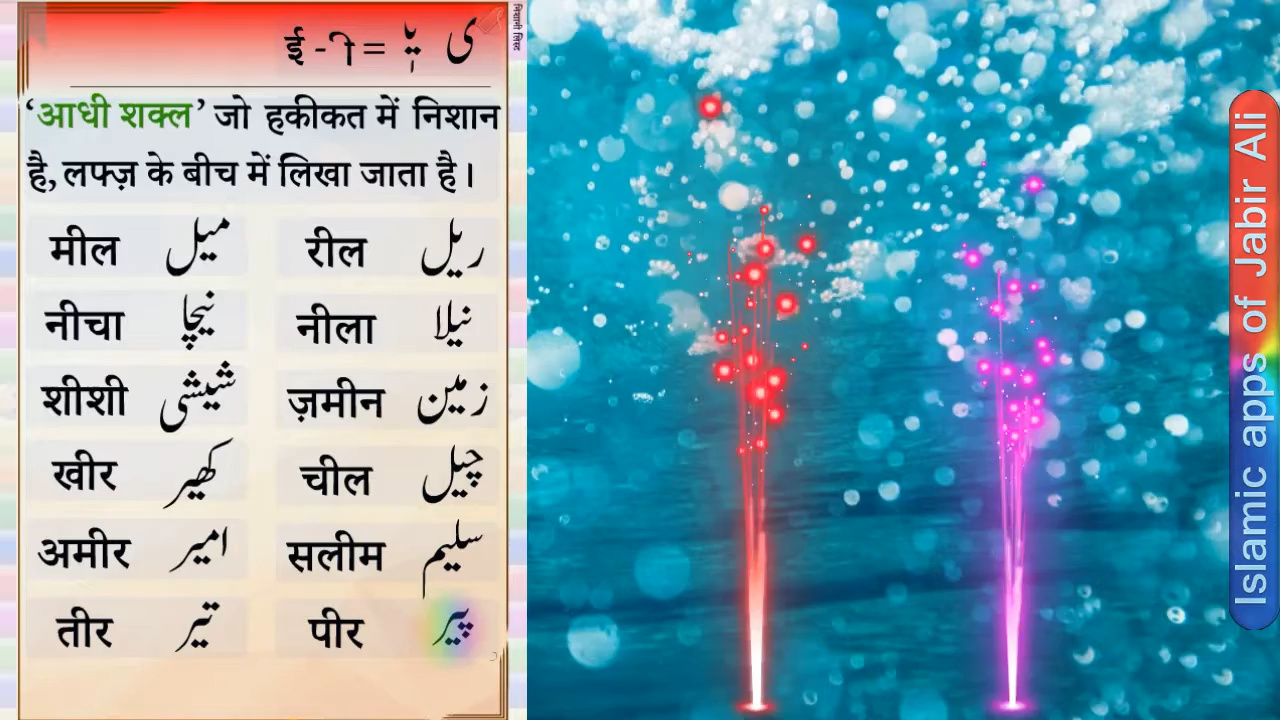 ई - ी = ی
‘आधी शक्ल’ जो हकीकत में निशान
है, लफ्ज़ के बीच में लिखा जाता है।
मील میل रील ریل
नीचा نیچا नीला نیلا
शीशी شیشی ज़मीन زمین
खीर کھیر चील چیل
अमीर امیر सलीम سلیم
तीर تیر पीर پیر
निशानी लिस्ट
Islamic apps of Jabir Ali